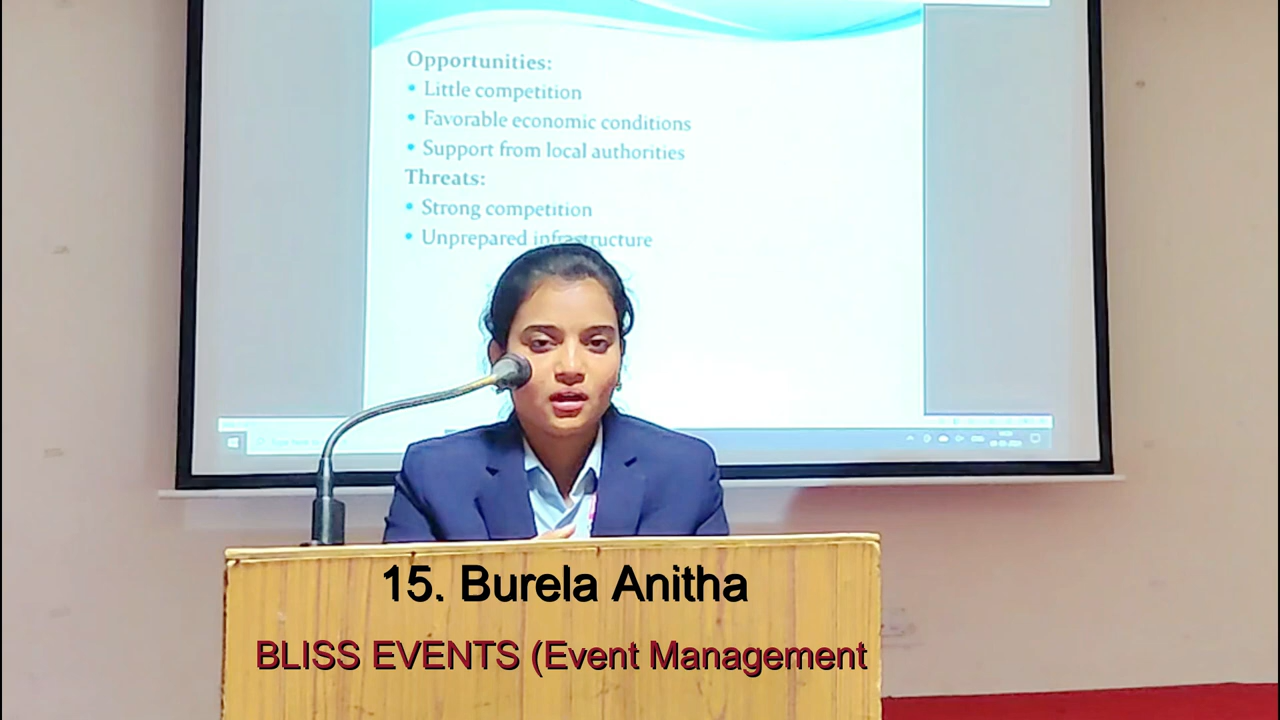 Opportunities:
• Little competition
• Favorable economic conditions
• Support from local authorities
Threats:
• Strong competition
• Unprepared infrastructure
15. Burela Anitha
BLISS EVENTS (Event Management